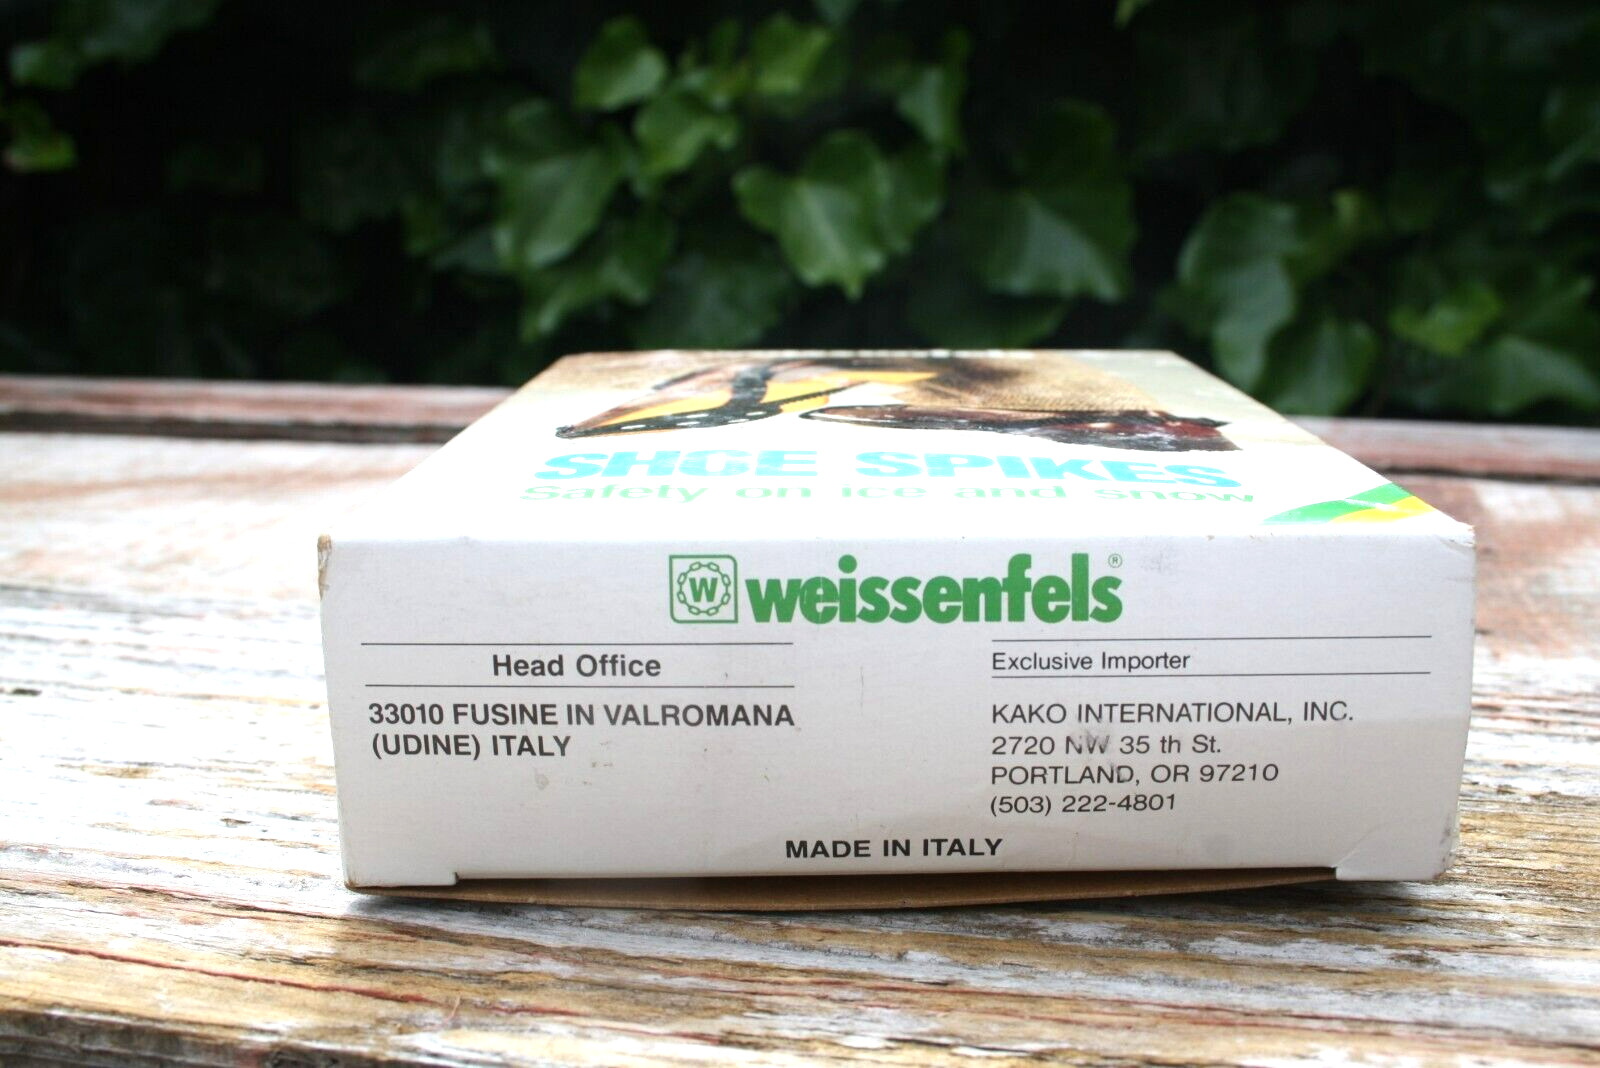 SHOE SPIKES
Safety on ice and snow
W weissenfels®
Head Office
33010 FUSINE IN VALROMANA
(UDINE) ITALY
Exclusive Importer
KAKO INTERNATIONAL, INC.
2720 NW 35 th St.
PORTLAND, OR 97210
(503) 222-4801
MADE IN ITALY